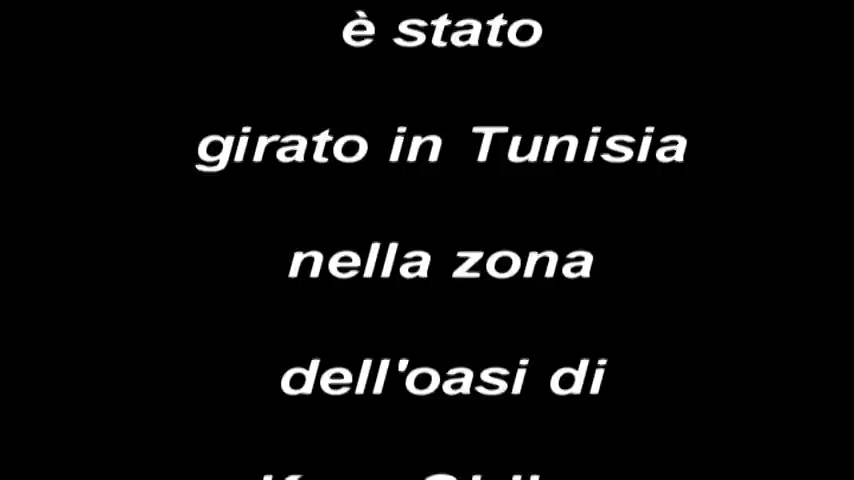 è stato
girato in Tunisia
nella zona
dell'oasi di